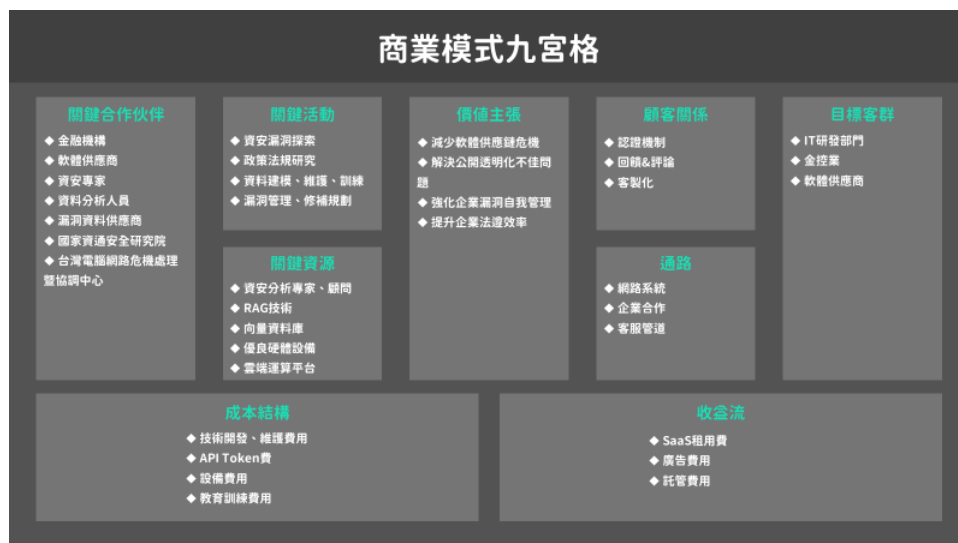 商業模式九宮格
關鍵合作伙伴
◆ 金融機構
◆ 軟體供應商
◆ 資安專家
◆ 資料分析人員
◆ 漏洞資料供應商
◆ 國家資通安全研究院
◆ 台灣電腦網路危機處理
暨協調中心
關鍵活動
◆ 資安漏洞探索
◆ 政策法規研究
◆ 資料建模、維護、訓練
◆ 漏洞管理、修補規劃
關鍵資源
◆ 資安分析專家、顧問
◆ RAG技術
◆ 向量資料庫
◆ 優良硬體設備
◆ 雲端運算平台
價值主張
◆ 減少軟體供應鏈危機
◆ 解決公開透明化不佳問
題
◆ 強化企業漏洞自我管理
◆ 提升企業法遵效率
顧客關係
◆ 認證機制
◆ 回饋&評論
◆ 客製化
通路
◆ 網路系統
◆ 企業合作
◆ 客服管道
目標客群
◆ IT研發部門
◆ 金控業
◆ 軟體供應商
成本結構
◆ 技術開發、維護費用
◆ API Token費
◆ 設備費用
◆ 教育訓練費用
收益流
◆ SaaS租用費
◆ 廣告費用
◆ 託管費用